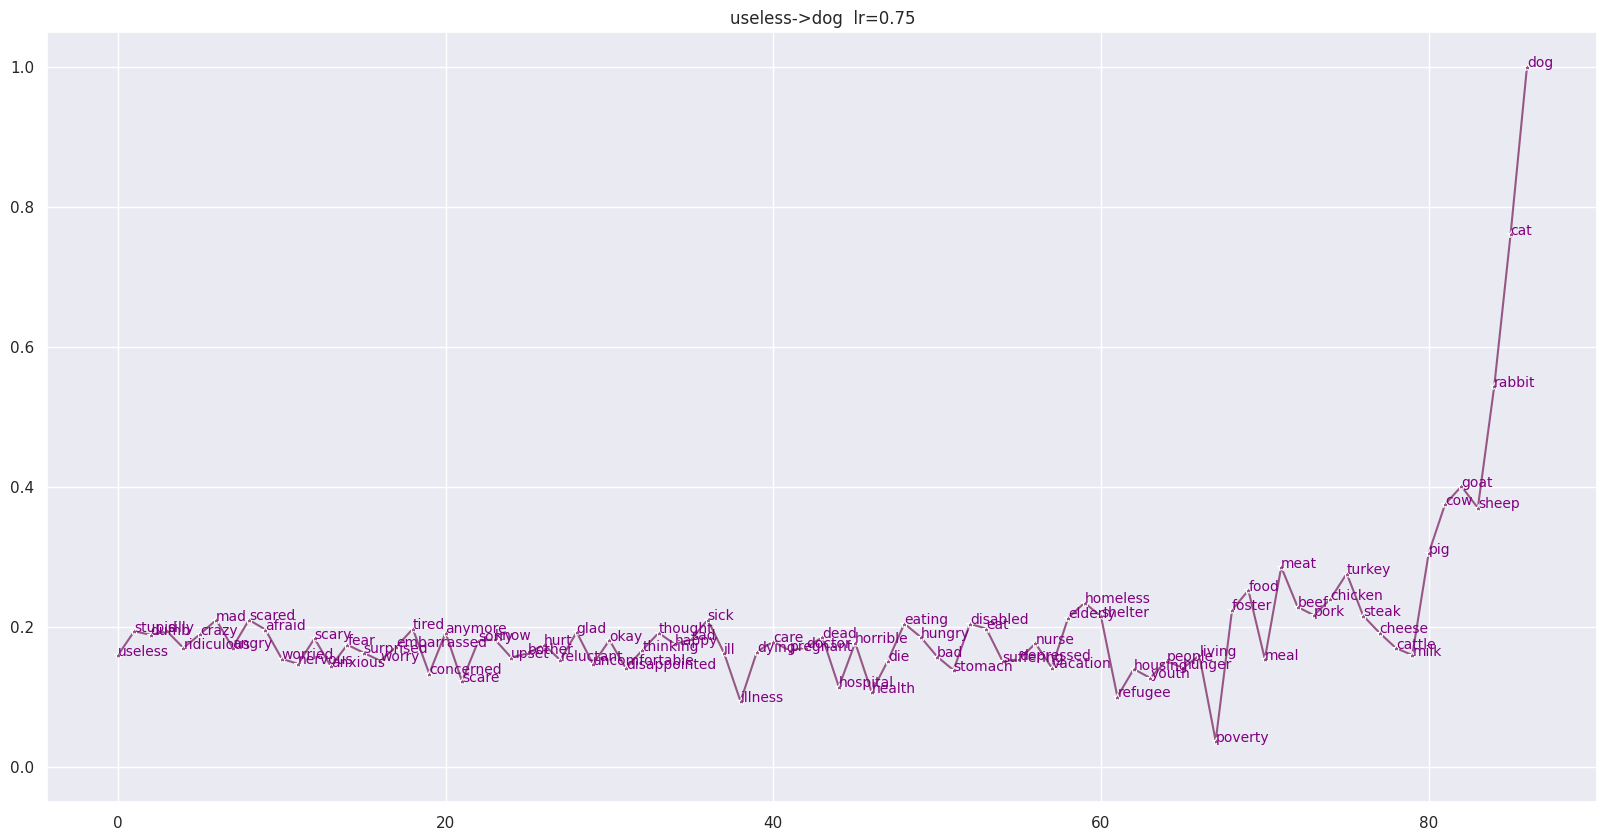 useless->dog lr=0.75
1.0
0.8
0.6
0.4
0.2
0.0
0
20
40
60
80
useless
stupid
dumb
silly
ridiculous
crazy
mad
angry
scared
afraid
worried
nervous
scary
anxious
fear
surprised
worry
embarrassed
tired
concerned
anymore
scare
sorry
know
upset
bother
hurt
reluctant
glad
uncomfortable
okay
disappointed
thinking
thought
happy
sad
sick
ill
illness
dying
care
pregnant
doctor
dead
hospital
horrible
health
die
eating
hungry
bad
stomach
disabled
eat
suffering
depressed
nurse
vacation
elderly
homeless
shelter
refugee
housing
youth
people
hunger
living
poverty
foster
food
meal
meat
beef
pork
chicken
turkey
steak
cheese
cattle
milk
pig
cow
goat
sheep
rabbit
cat
dog